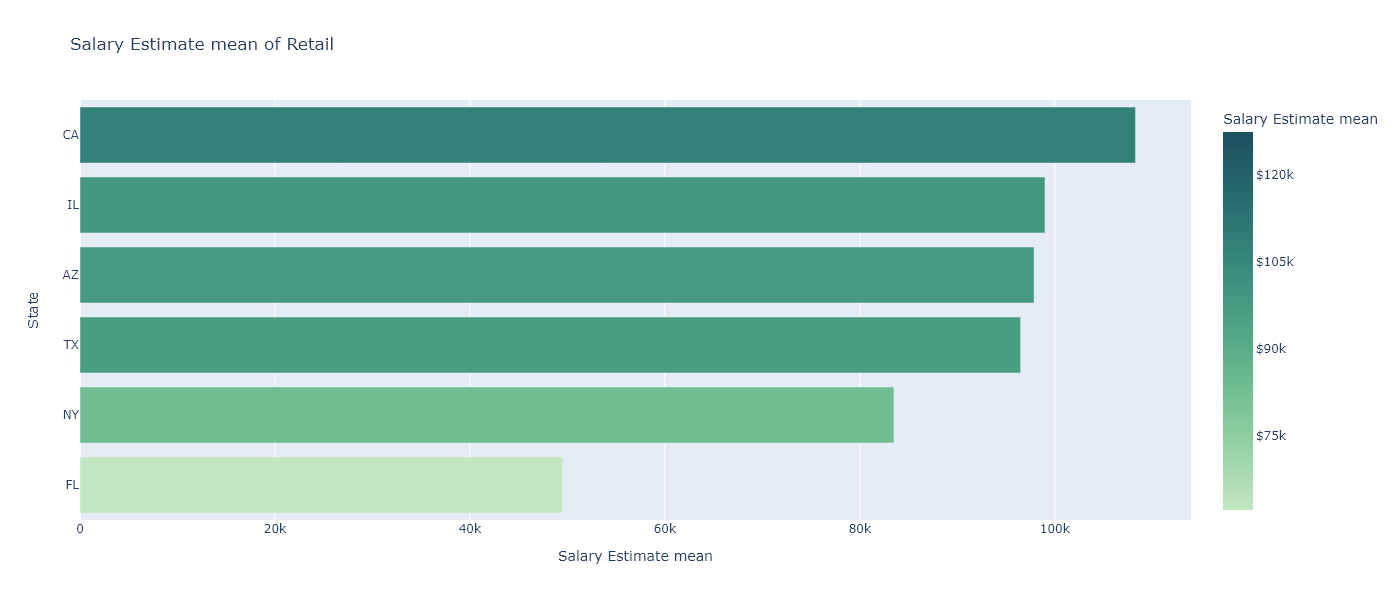 Salary Estimate mean of Retail
CA
IL
AZ
TX
NY
FL
State
0 20k 40k 60k 80k 100k
Salary Estimate mean
Salary Estimate mean
$120k
$105k
$90k
$75k